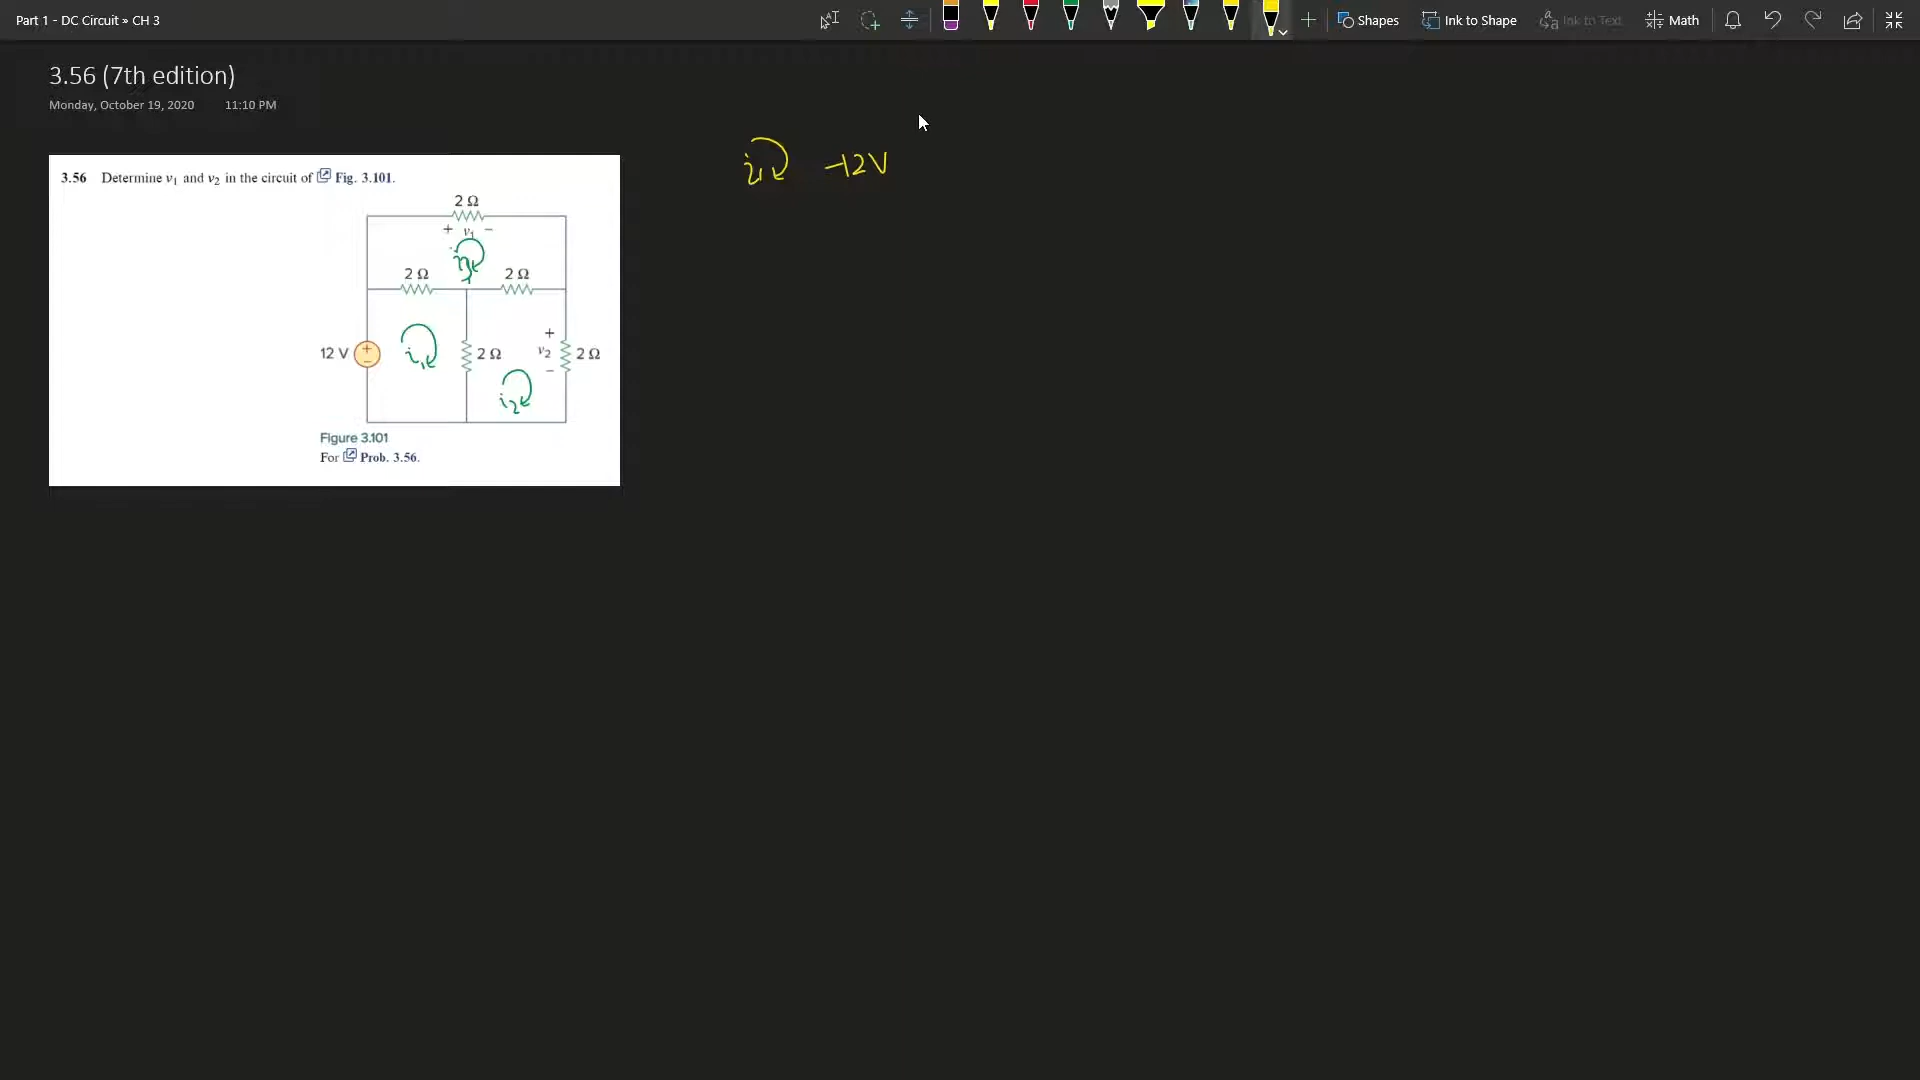 Part 1 - DC Circuit » CH 3
Shapes
Ink to Shape
Ink to Text
Math
3.56 (7th edition)
Monday, October 19, 2020 11:10 PM
i1 -12V
3.56 Determine v1 and v2 in the circuit of Fig. 3.101.
2 Ω
+ v1 −
i3
2 Ω 2 Ω
12 V + − i1 2 Ω + v2 − 2 Ω
i2
Figure 3.101
For Prob. 3.56.